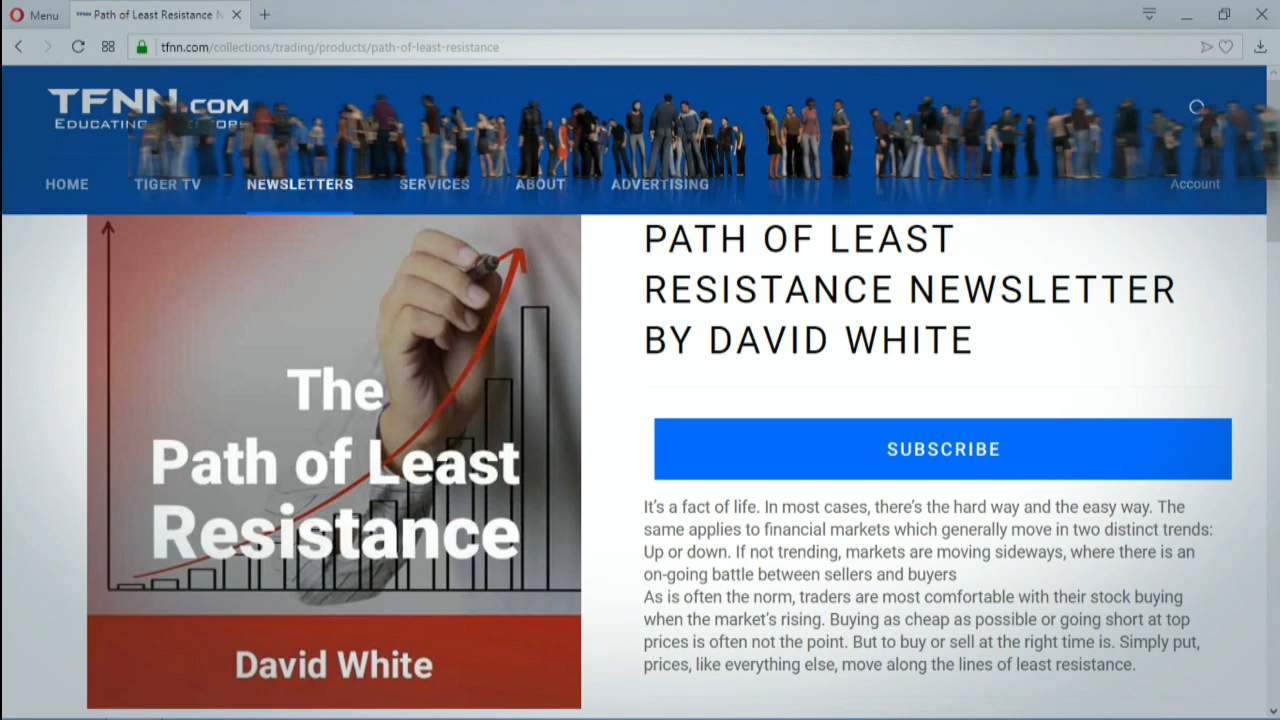 Menu
Path of Least Resistance
tfnn.com/collections/trading/products/path-of-least-resistance
TFNN.COM
EDUCATING
HOME TIGER TV NEWSLETTERS SERVICES ABOUT ADVERTISING Account
The
Path of Least
Resistance
David White
PATH OF LEAST
RESISTANCE NEWSLETTER
BY DAVID WHITE
SUBSCRIBE
It's a fact of life. In most cases, there's the hard way and the easy way. The
same applies to financial markets which generally move in two distinct trends:
Up or down. If not trending, markets are moving sideways, where there is an
on-going battle between sellers and buyers
As is often the norm, traders are most comfortable with their stock buying
when the market's rising. Buying as cheap as possible or going short at top
prices is often not the point. But to buy or sell at the right time is. Simply put,
prices, like everything else, move along the lines of least resistance.